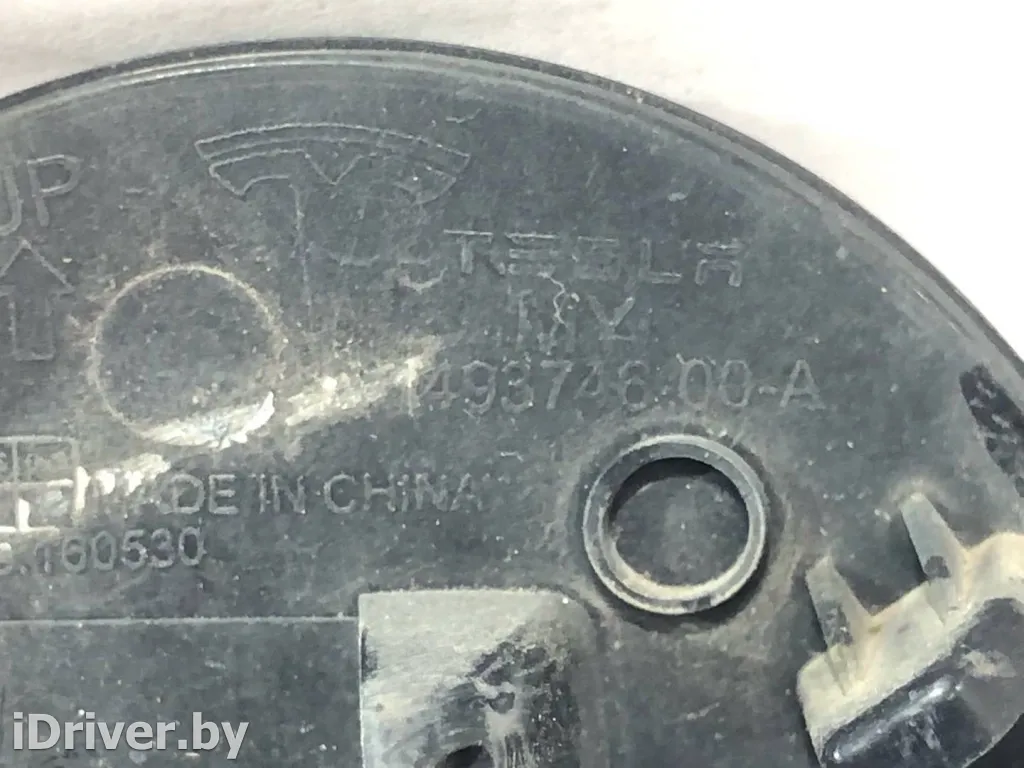 UP
TESLA
MY
1493746-00-A
MADE IN CHINA
.160530
iDriver.by